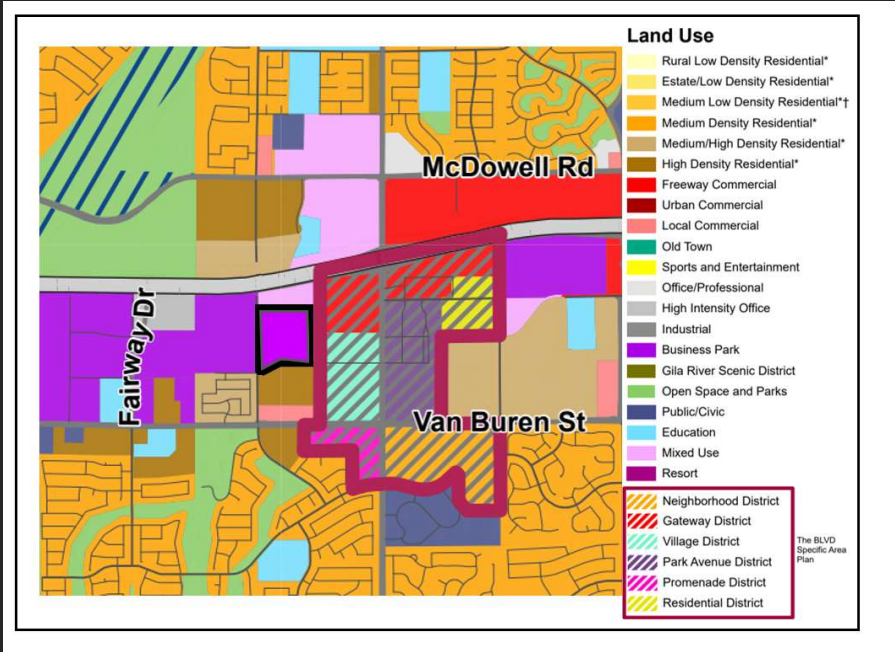 Land Use
Rural Low Density Residential*
Estate/Low Density Residential*
Medium Low Density Residential*†
Medium Density Residential*
Medium/High Density Residential*
High Density Residential*
Freeway Commercial
Urban Commercial
Local Commercial
Old Town
Sports and Entertainment
Office/Professional
High Intensity Office
Industrial
Business Park
Gila River Scenic District
Open Space and Parks
Public/Civic
Education
Mixed Use
Resort
Neighborhood District
Gateway District
Village District
Park Avenue District
Promenade District
Residential District
The BLVD
Specific Area
Plan
McDowell Rd
Fairway Dr
Van Buren St